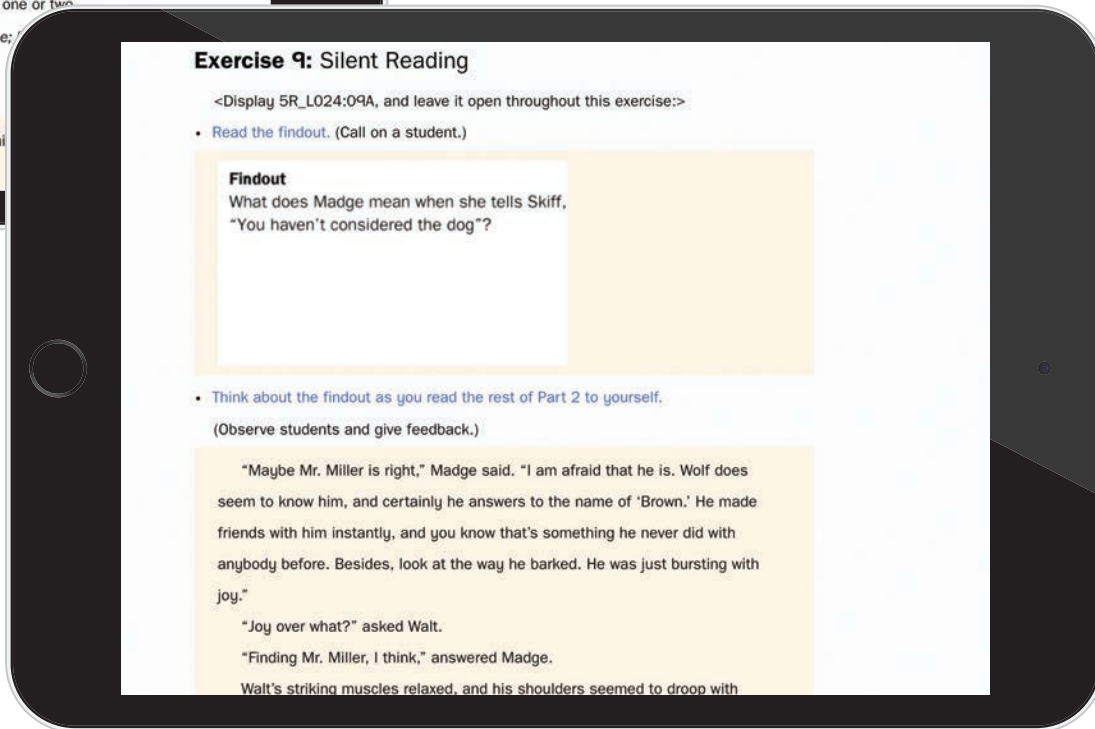 one or two
e;
Exercise 9: Silent Reading
<Display 5R_L024:09A, and leave it open throughout this exercise:>
• Read the findout. (Call on a student.)
Findout
What does Madge mean when she tells Skiff,
“You haven’t considered the dog”?
• Think about the findout as you read the rest of Part 2 to yourself.
(Observe students and give feedback.)
“Maybe Mr. Miller is right,” Madge said. “I am afraid that he is. Wolf does
seem to know him, and certainly he answers to the name of ‘Brown.’ He made
friends with him instantly, and you know that’s something he never did with
anybody before. Besides, look at the way he barked. He was just bursting with
joy.”
“Joy over what?” asked Walt.
“Finding Mr. Miller, I think,” answered Madge.
Walt’s striking muscles relaxed, and his shoulders seemed to droop with